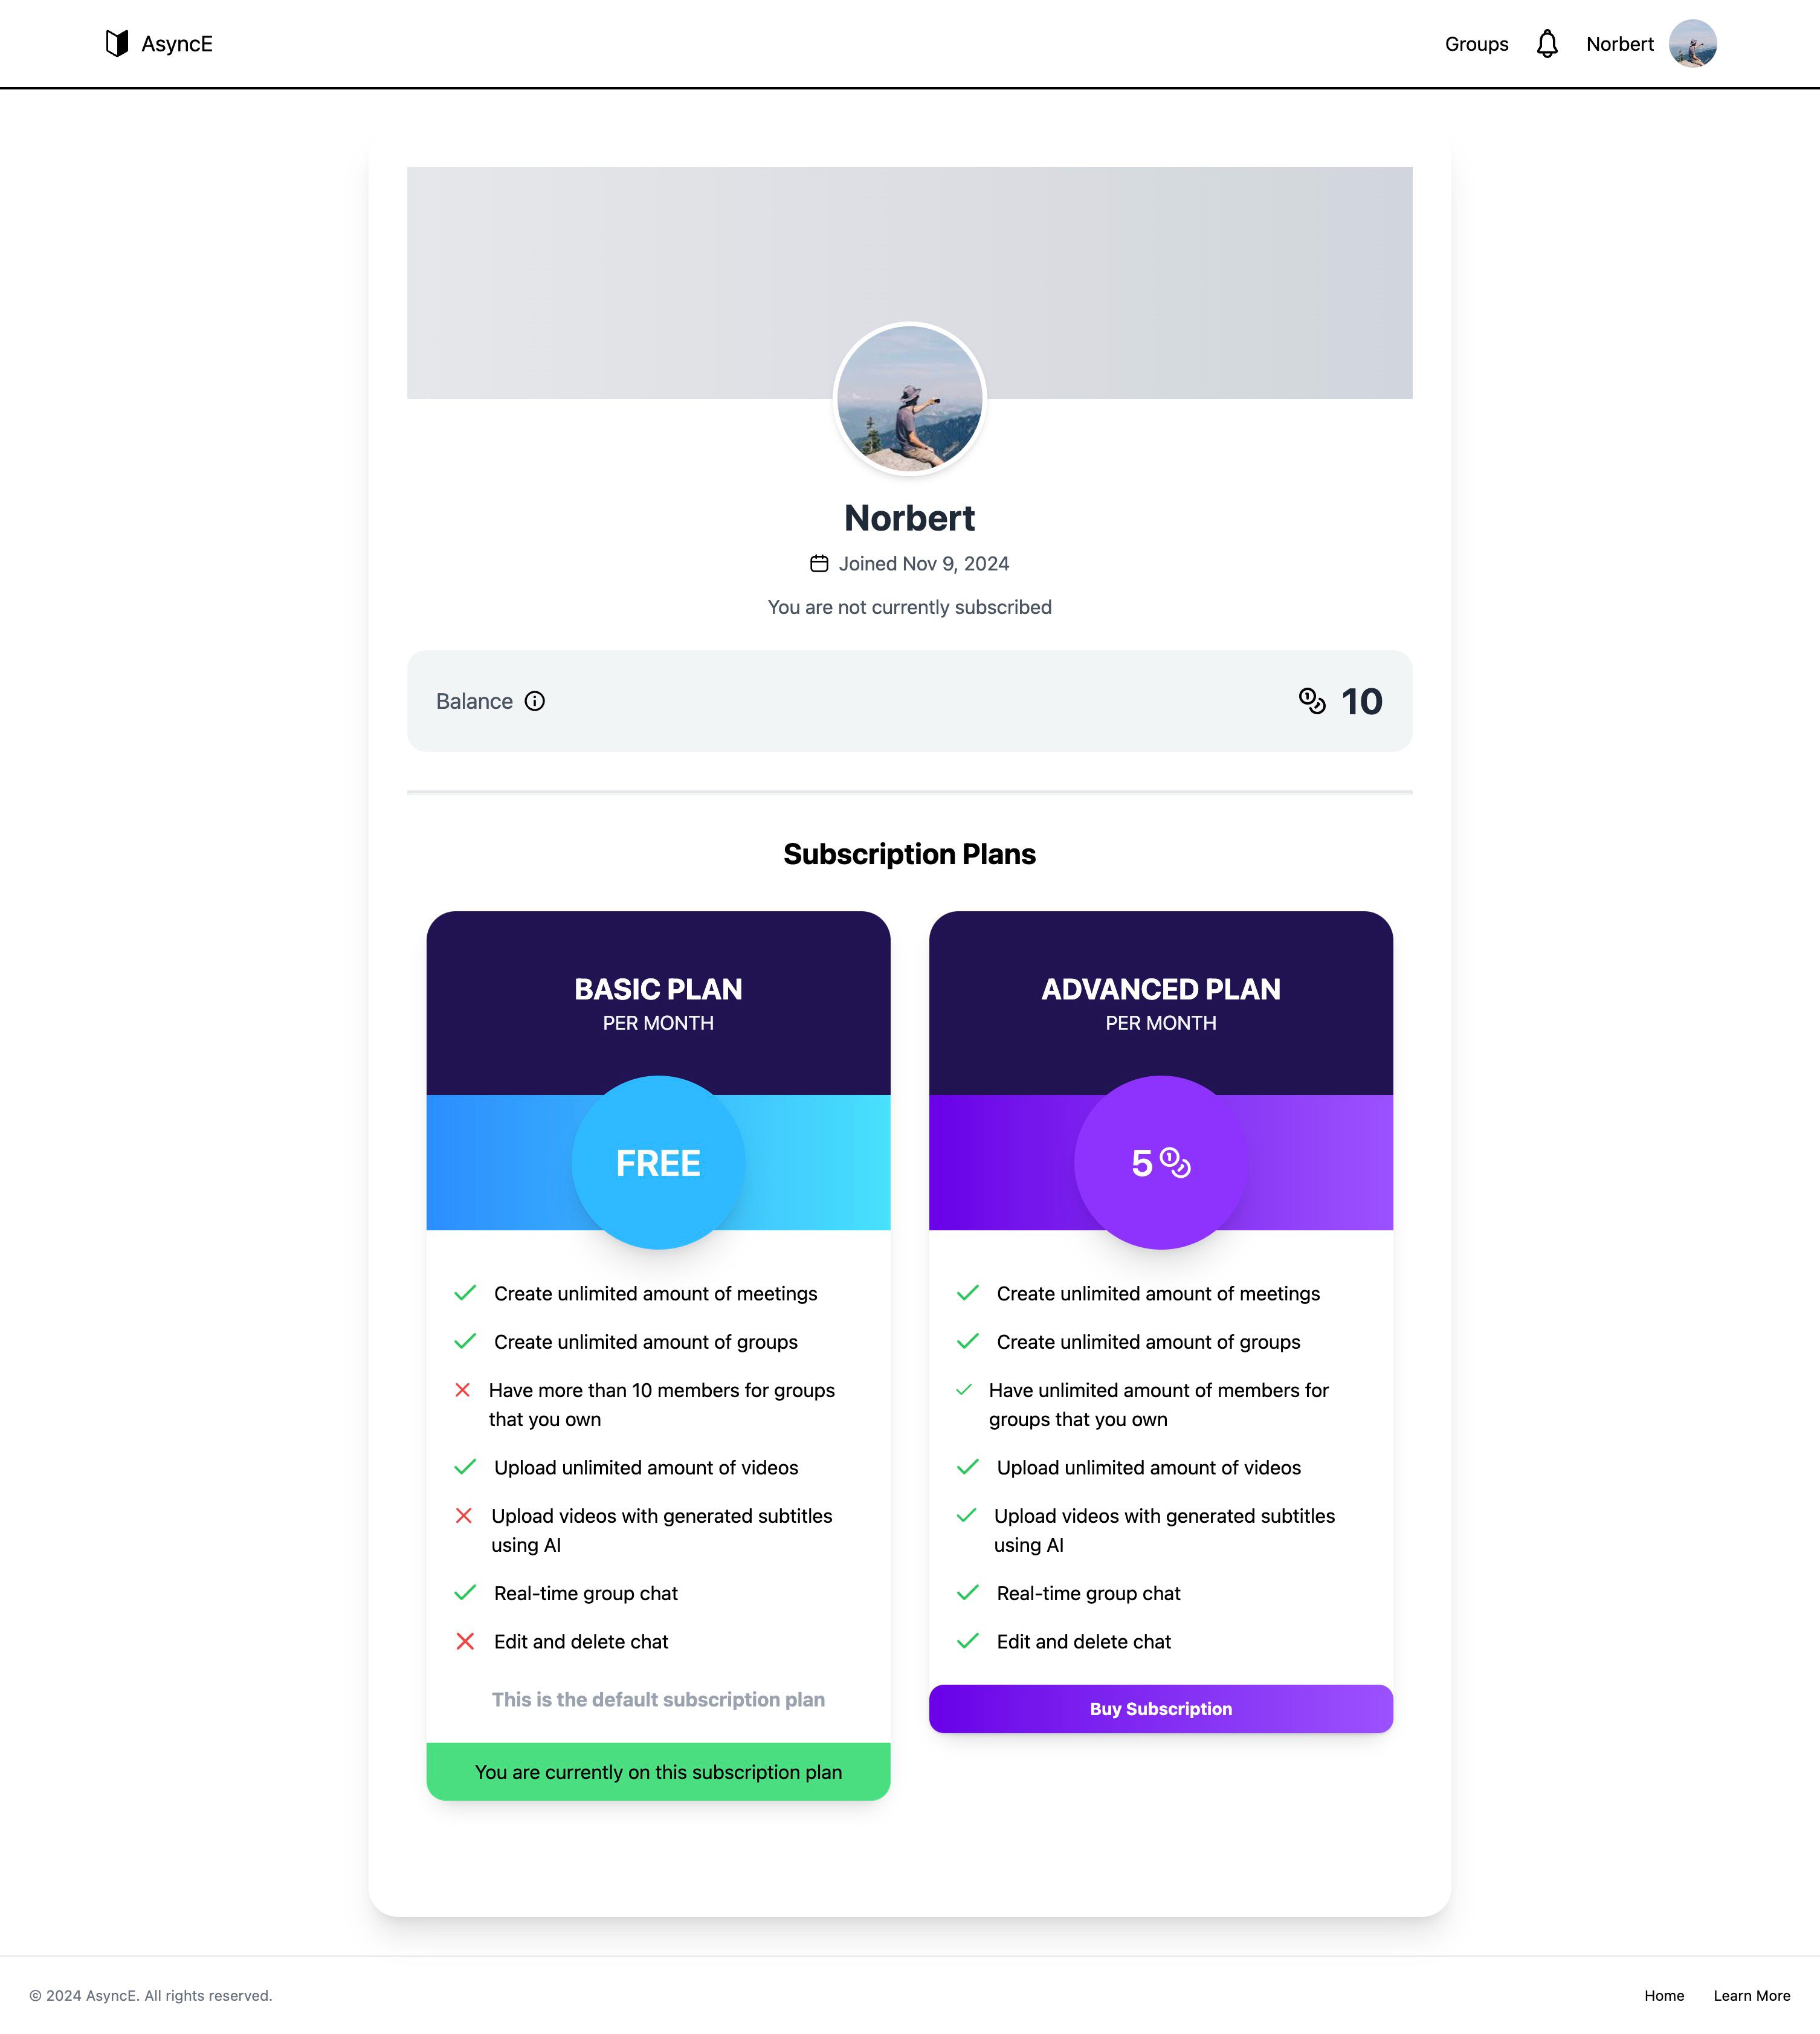 AsyncE
Groups
Norbert
Norbert
Joined Nov 9, 2024
You are not currently subscribed
Balance
10
Subscription Plans
BASIC PLAN
PER MONTH
FREE
Create unlimited amount of meetings
Create unlimited amount of groups
Have more than 10 members for groups
that you own
Upload unlimited amount of videos
Upload videos with generated subtitles
using AI
Real-time group chat
Edit and delete chat
This is the default subscription plan
You are currently on this subscription plan
ADVANCED PLAN
PER MONTH
5
Create unlimited amount of meetings
Create unlimited amount of groups
Have unlimited amount of members for
groups that you own
Upload unlimited amount of videos
Upload videos with generated subtitles
using AI
Real-time group chat
Edit and delete chat
Buy Subscription
© 2024 AsyncE. All rights reserved.
Home
Learn More